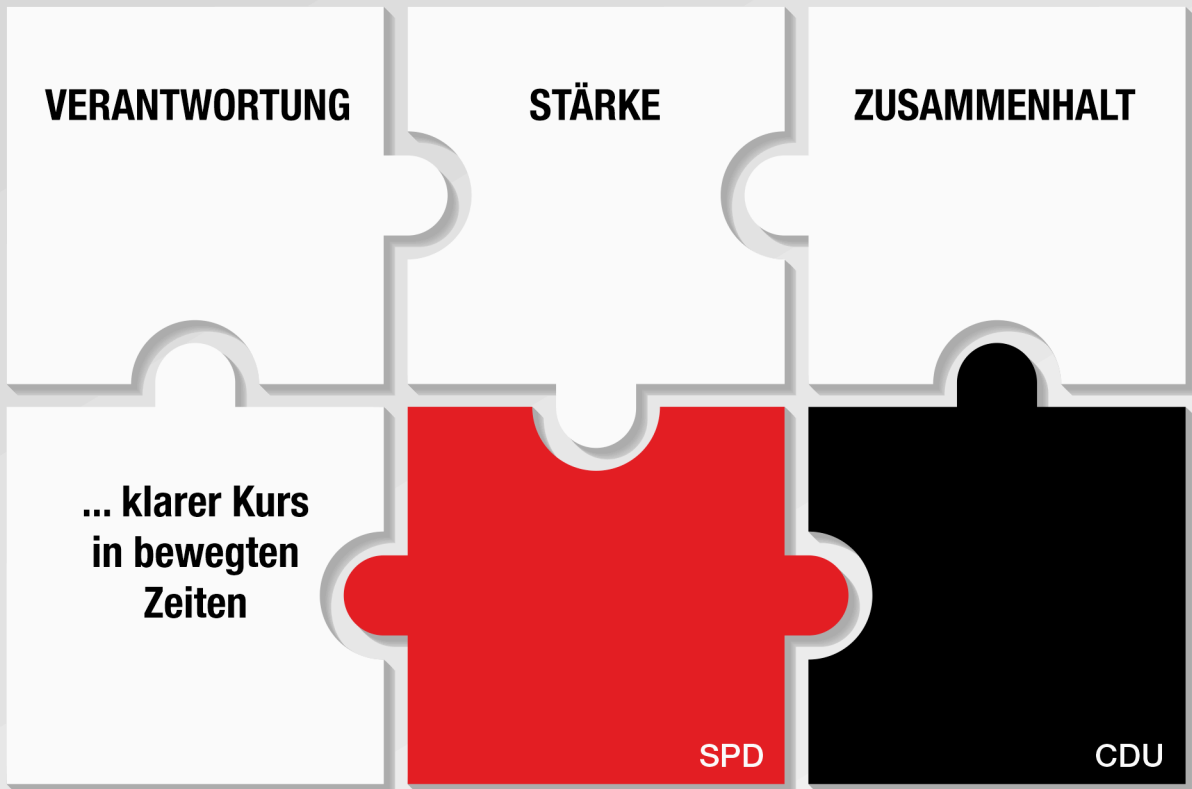 VERANTWORTUNG
STÄRKE
ZUSAMMENHALT
... klarer Kurs
in bewegten
Zeiten
SPD
CDU